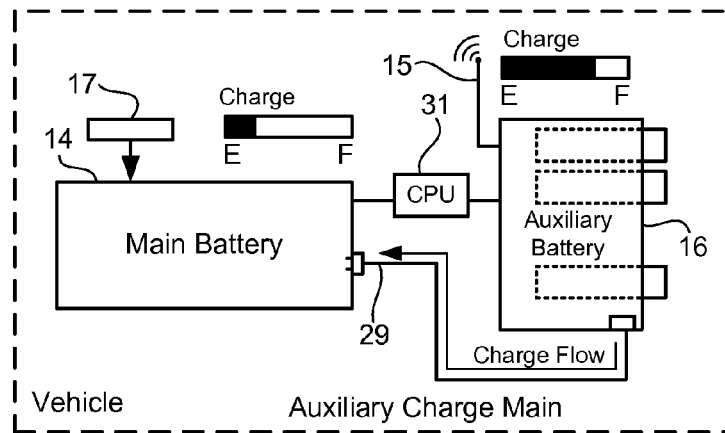 15
Charge
E F
17
Charge
E F
14
31
CPU
Main Battery
Auxiliary
Battery
16
29
Charge Flow
Vehicle
Auxiliary Charge Main